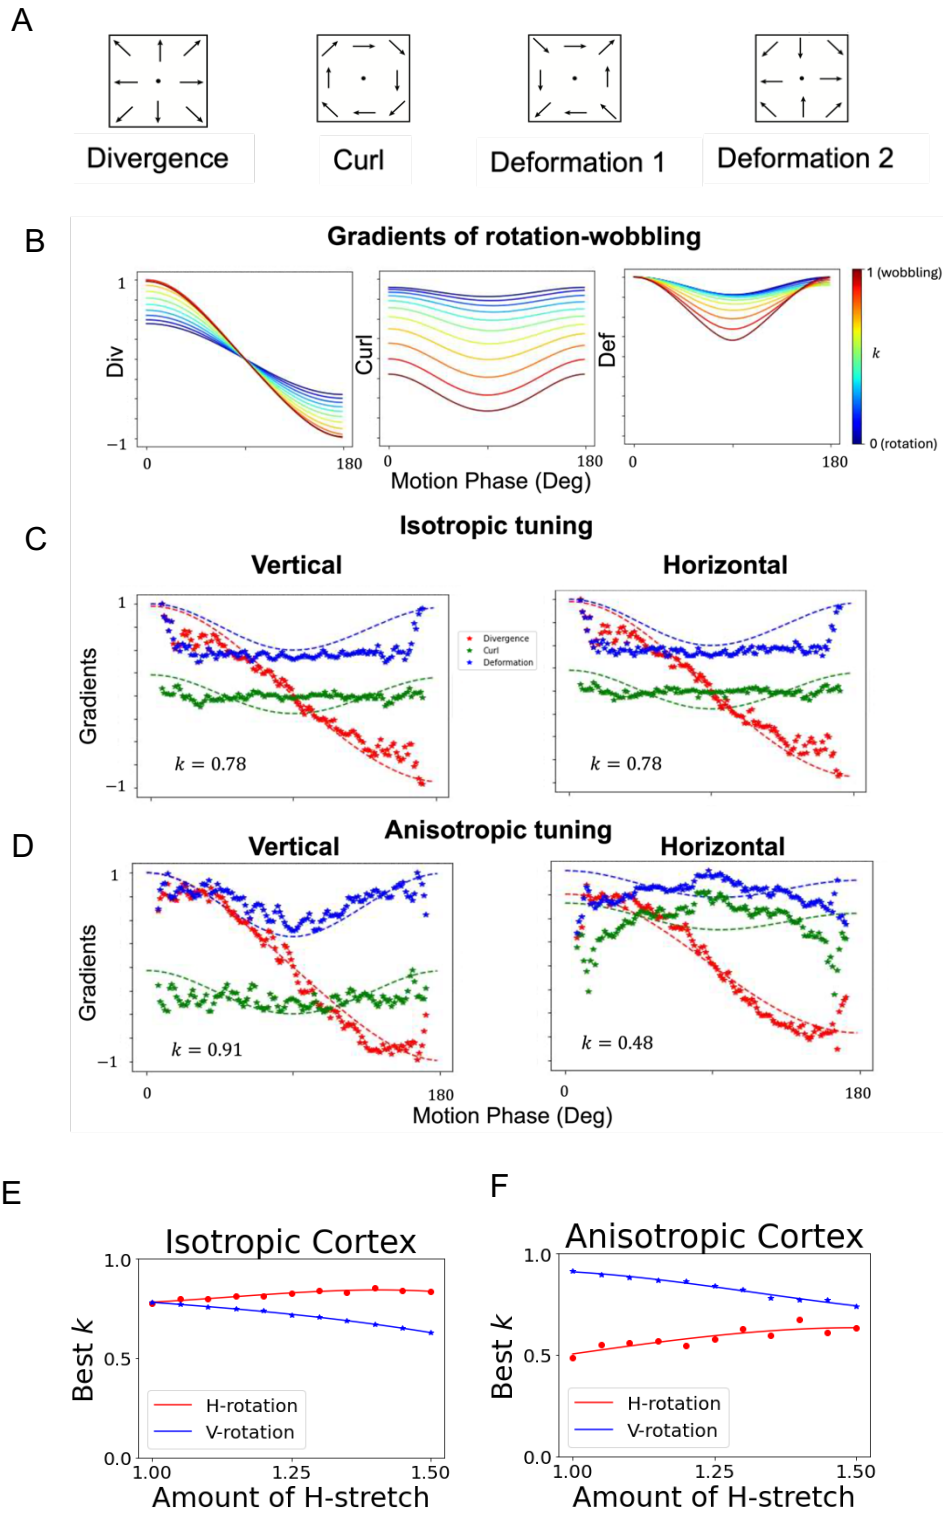 A
Divergence
Curl
Deformation 1
Deformation 2
B
Gradients of rotation-wobbling
1
Div
−1
0
180
Curl
0
180
Def
0
180
1 (wobbling)
k
0 (rotation)
Motion Phase (Deg)
C
Isotropic tuning
Vertical
Horizontal
1
Gradients
−1
k = 0.78
Divergence
Curl
Deformation
k = 0.78
D
Anisotropic tuning
Vertical
Horizontal
1
Gradients
−1
k = 0.91
k = 0.48
0
180
0
180
Motion Phase (Deg)
E
Isotropic Cortex
1.0
0.5
0.0
Best k
H-rotation
V-rotation
1.00
1.25
1.50
Amount of H-stretch
F
Anisotropic Cortex
1.0
0.5
0.0
Best k
H-rotation
V-rotation
1.00
1.25
1.50
Amount of H-stretch